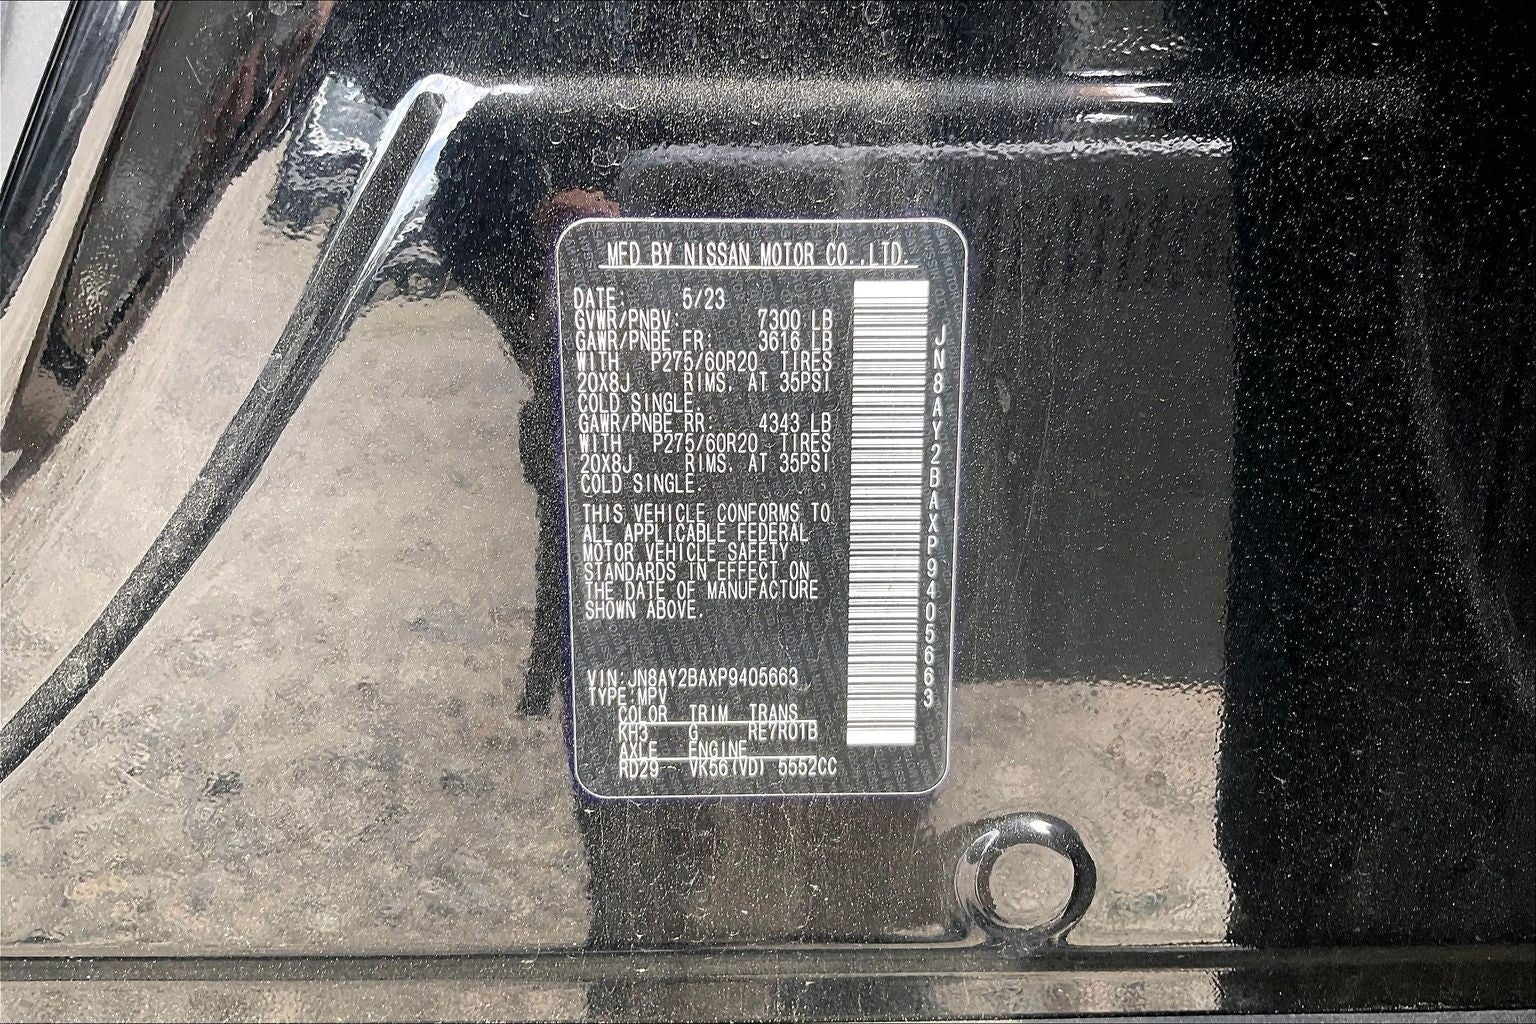 MFD BY NISSAN MOTOR CO.,LTD.
DATE: 5/23
GVWR/PNBV: 7300 LB
GAWR/PNBE FR. 3616 LB
WITH P275/60R20 TIRES
20X8J RIMS, AT 35PSI
COLD SINGLE.
GAWR/PNBE RR: 4343 LB
WITH P275/60R20 TIRES
20X8J RIMS, AT 35PSI
COLD SINGLE.
THIS VEHICLE CONFORMS TO
ALL APPLICABLE FEDERAL
MOTOR VEHICLE SAFETY
STANDARDS IN EFFECT ON
THE DATE OF MANUFACTURE
SHOWN ABOVE.
VIN:JN8AY2BAXP9405663
TYPE:MPV
COLOR TRIM TRANS
KH3 G RE7R01B
AXLE ENGINE
RD29 VK56(VD) 5552CC
JN8AY2BAXP9405663